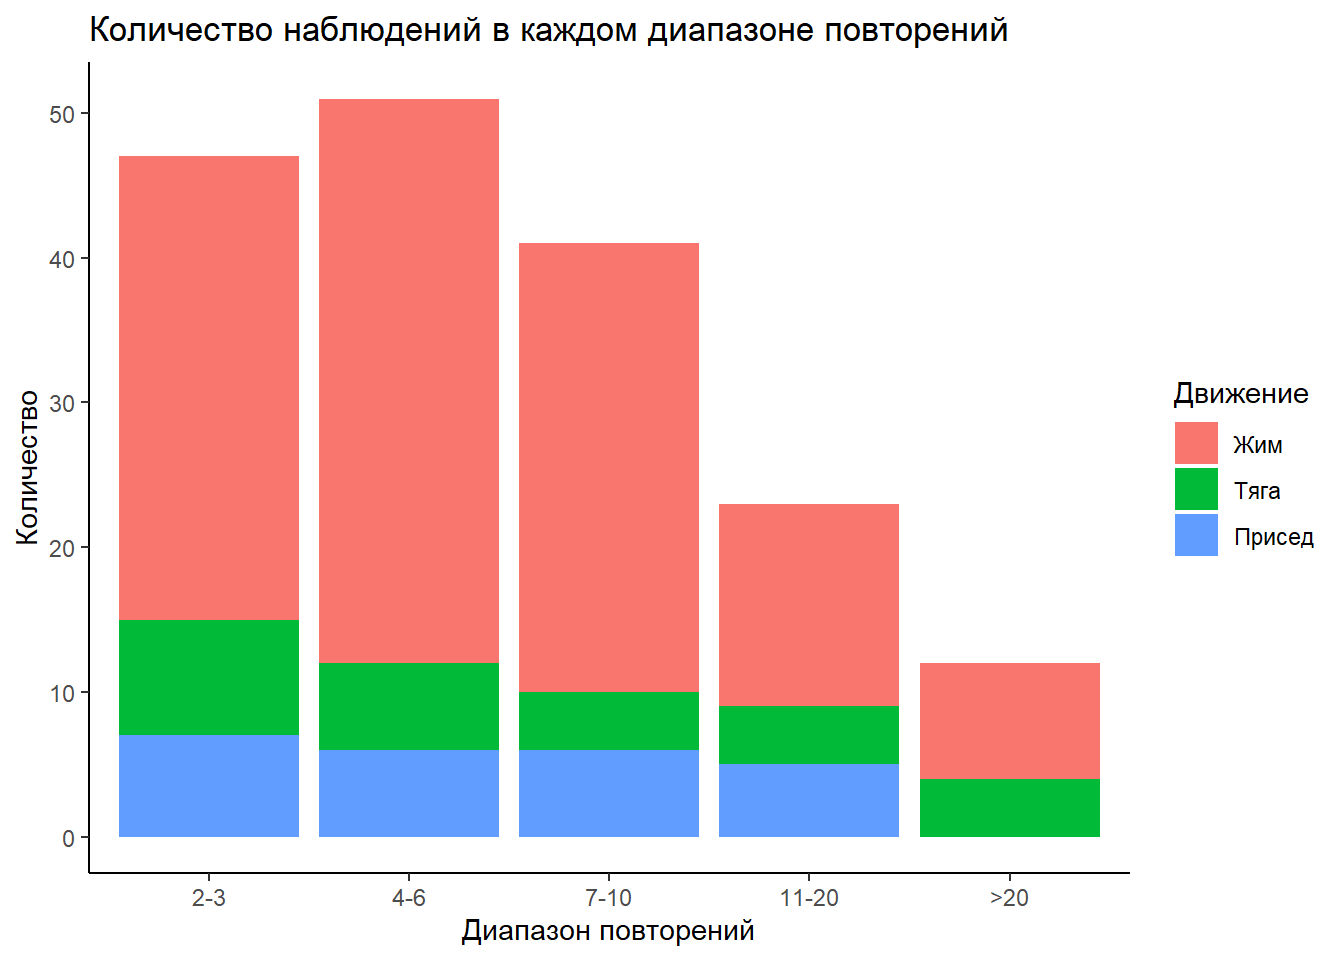 Количество наблюдений в каждом диапазоне повторений
Количество
50
40
30
20
10
0
2-3
4-6
7-10
11-20
>20
Диапазон повторений
Движение
Жим
Тяга
Присед